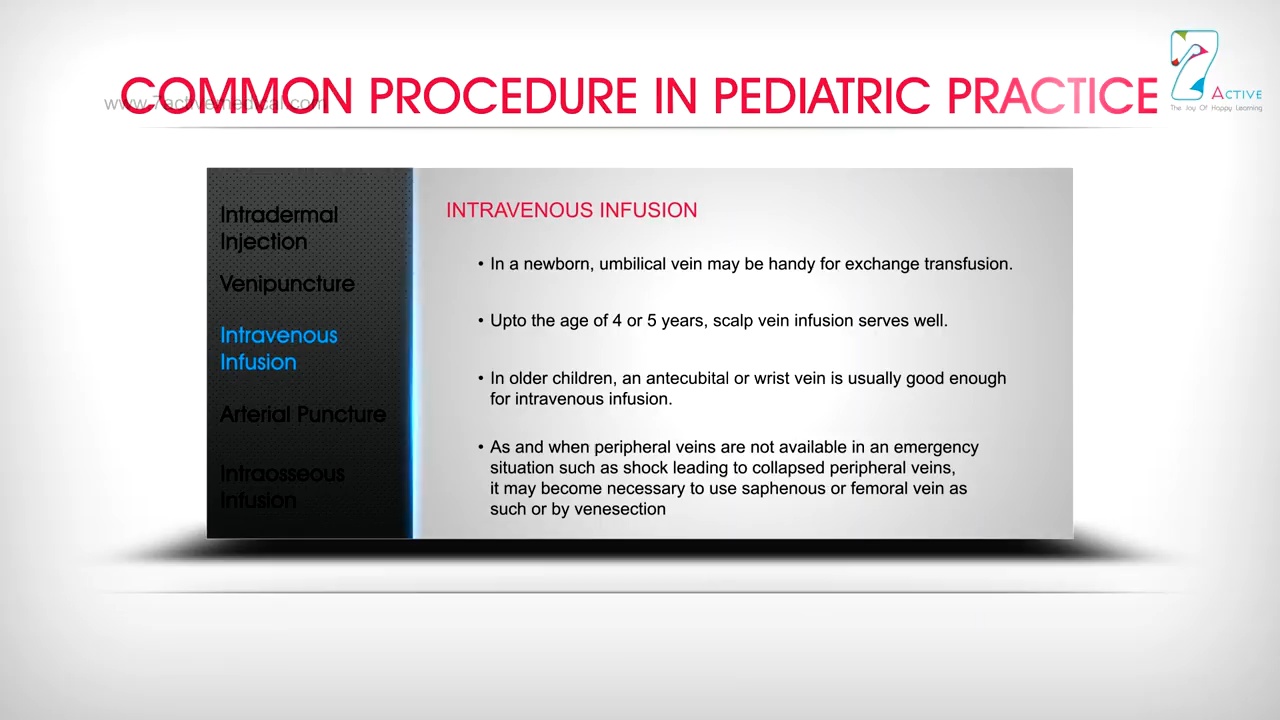 COMMON PROCEDURE IN PEDIATRIC PRACTICE
www.7activemedical.com
7 ACTIVE
The Joy Of Happy Learning
Intradermal
Injection
Venipuncture
Intravenous
Infusion
Arterial Puncture
Intraosseous
Infusion
INTRAVENOUS INFUSION
• In a newborn, umbilical vein may be handy for exchange transfusion.
• Upto the age of 4 or 5 years, scalp vein infusion serves well.
• In older children, an antecubital or wrist vein is usually good enough
for intravenous infusion.
• As and when peripheral veins are not available in an emergency
situation such as shock leading to collapsed peripheral veins,
it may become necessary to use saphenous or femoral vein as
such or by venesection